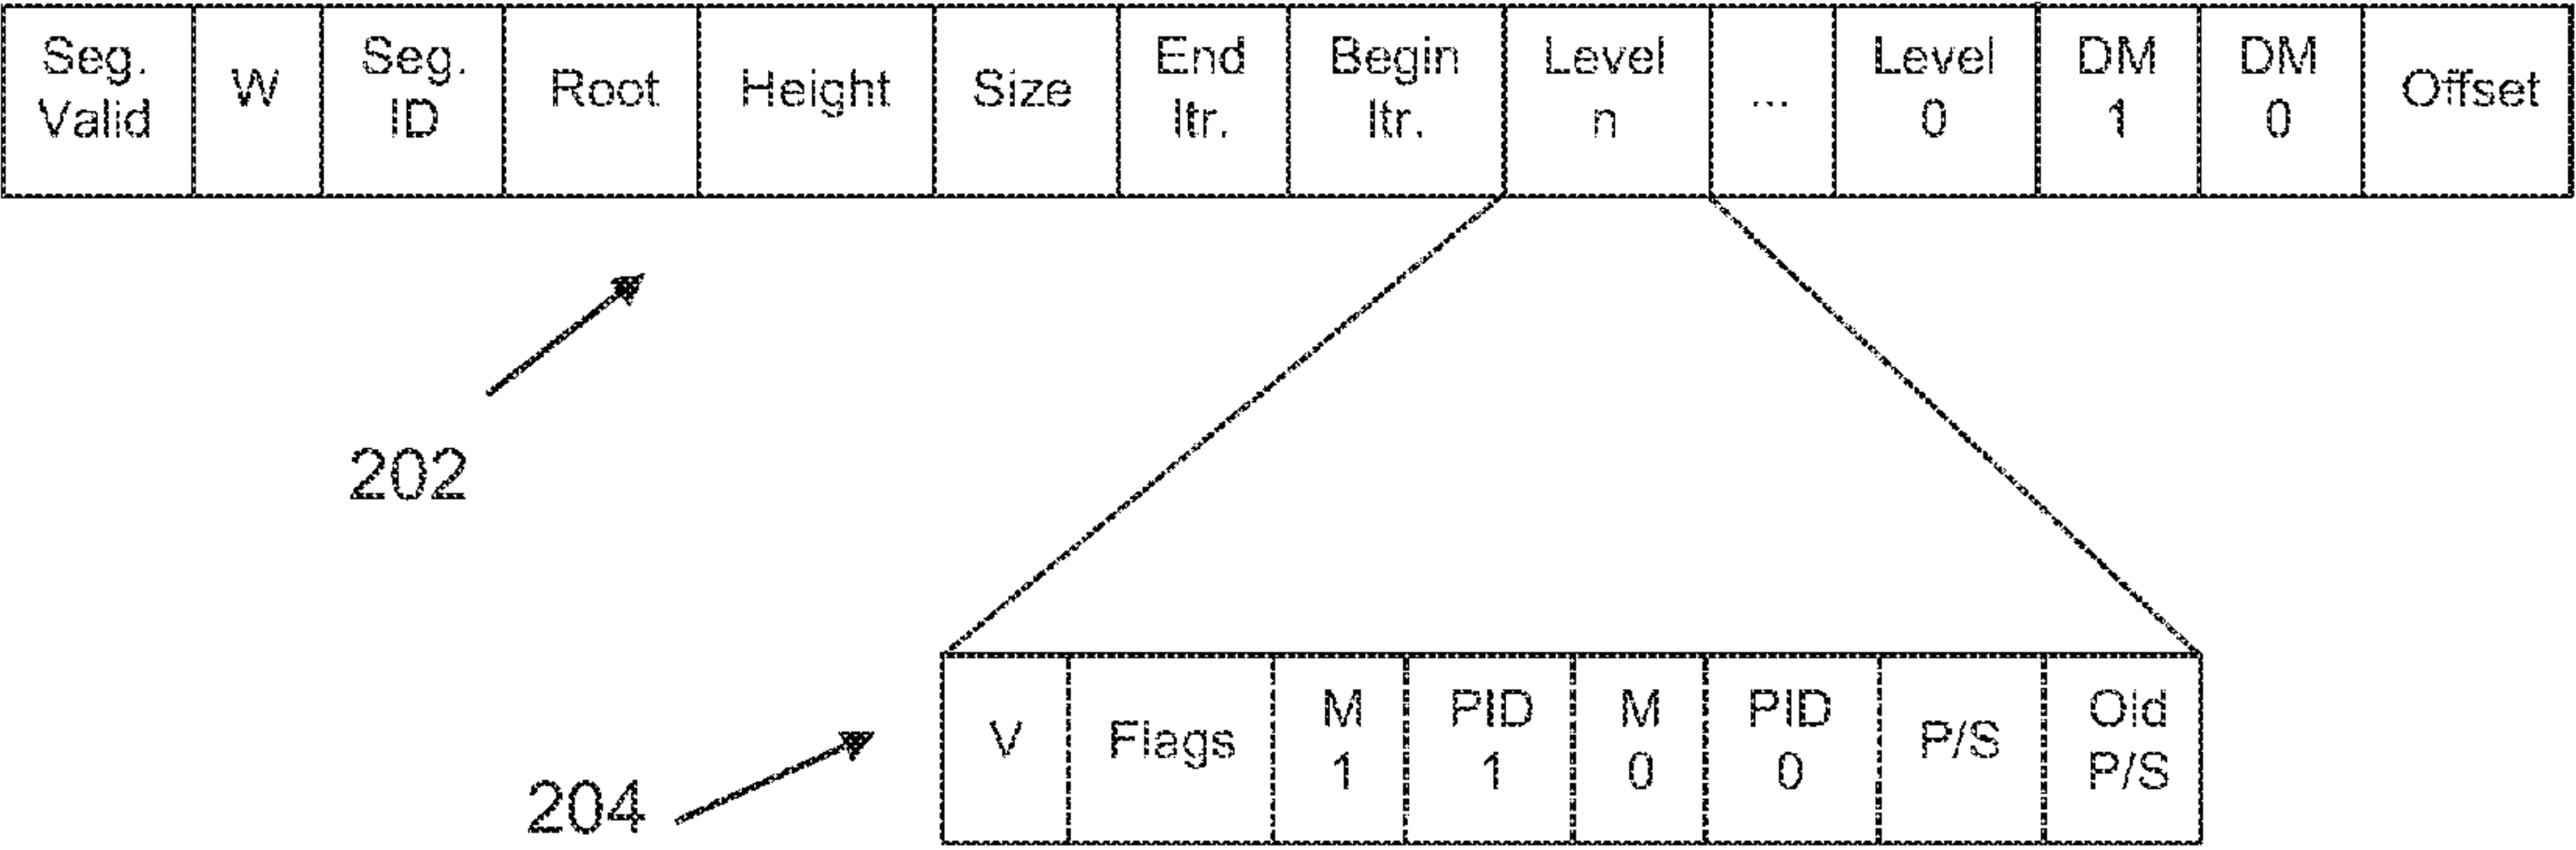 Seg. Valid
W
Seg. ID
Root
Height
Size
End Itr.
Begin Itr.
Level n
...
Level 0
DM 1
DM 0
Offset
202
V
Flags
M 1
PID 1
M 0
PID 0
P/S
Old P/S
204